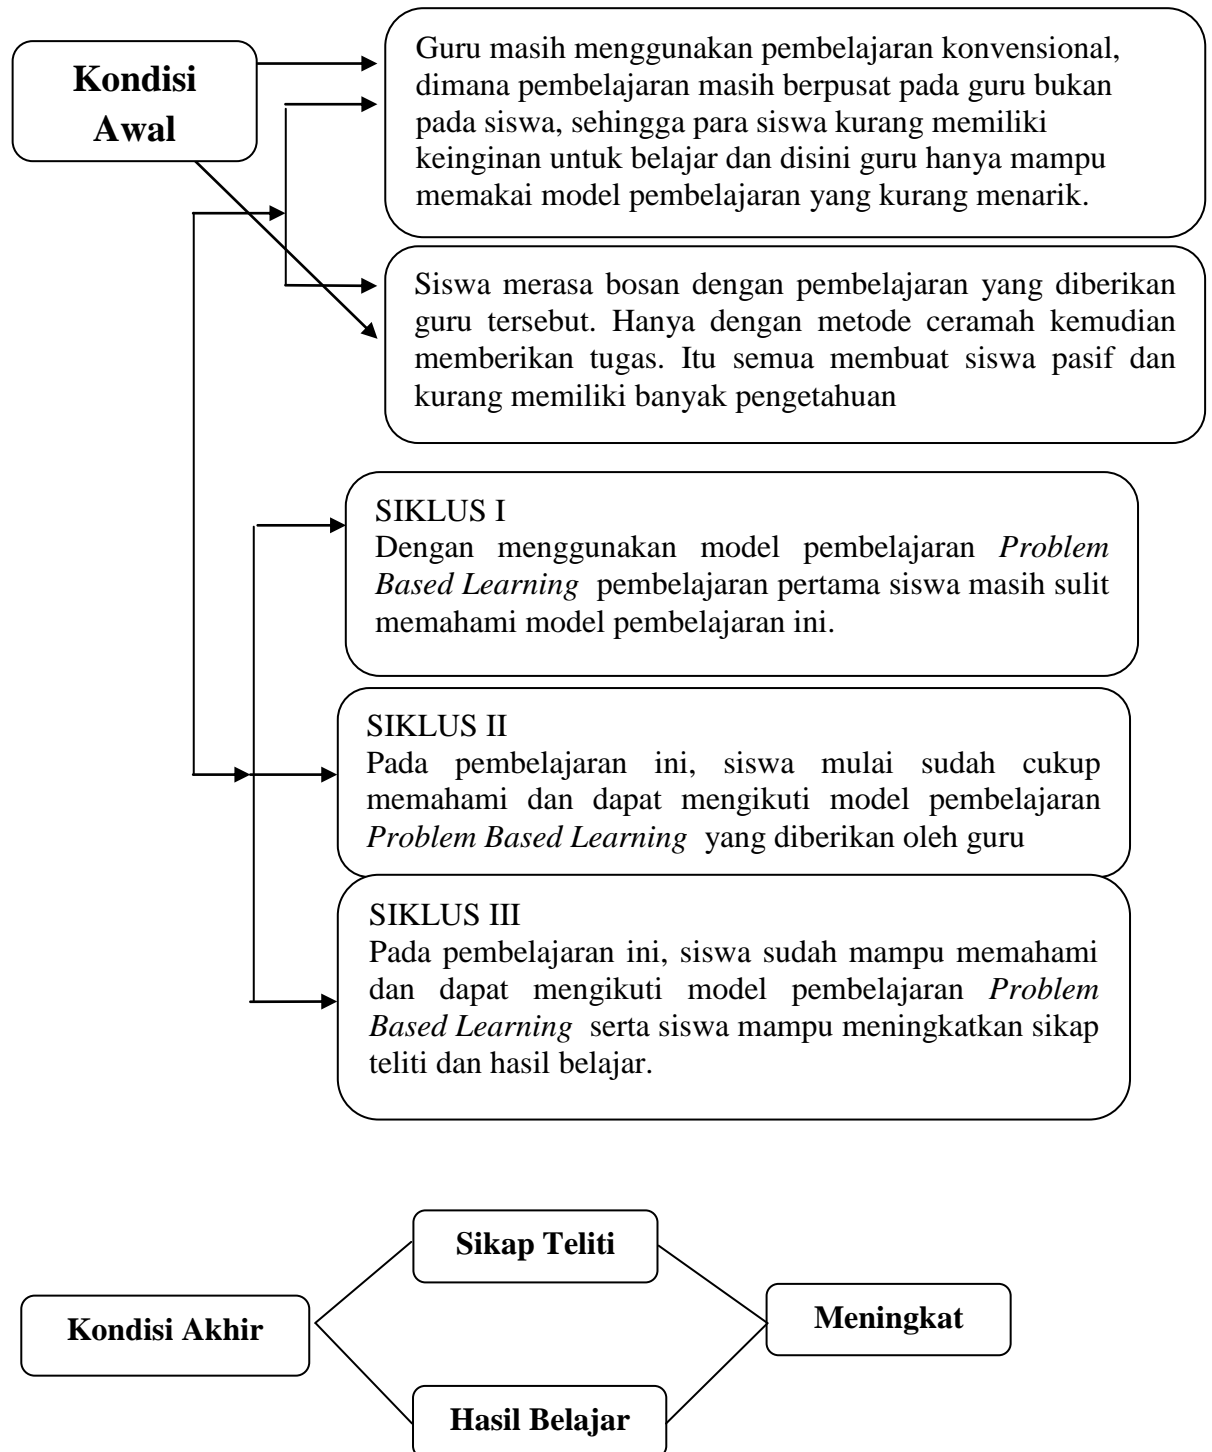 Kondisi
Awal
Guru masih menggunakan pembelajaran konvensional,
dimana pembelajaran masih berpusat pada guru bukan
pada siswa, sehingga para siswa kurang memiliki
keinginan untuk belajar dan disini guru hanya mampu
memakai model pembelajaran yang kurang menarik.
Siswa merasa bosan dengan pembelajaran yang diberikan
guru tersebut. Hanya dengan metode ceramah kemudian
memberikan tugas. Itu semua membuat siswa pasif dan
kurang memiliki banyak pengetahuan
SIKLUS I
Dengan menggunakan model pembelajaran Problem
Based Learning pembelajaran pertama siswa masih sulit
memahami model pembelajaran ini.
SIKLUS II
Pada pembelajaran ini, siswa mulai sudah cukup
memahami dan dapat mengikuti model pembelajaran
Problem Based Learning yang diberikan oleh guru
SIKLUS III
Pada pembelajaran ini, siswa sudah mampu memahami
dan dapat mengikuti model pembelajaran Problem
Based Learning serta siswa mampu meningkatkan sikap
teliti dan hasil belajar.
Sikap Teliti
Kondisi Akhir
Meningkat
Hasil Belajar